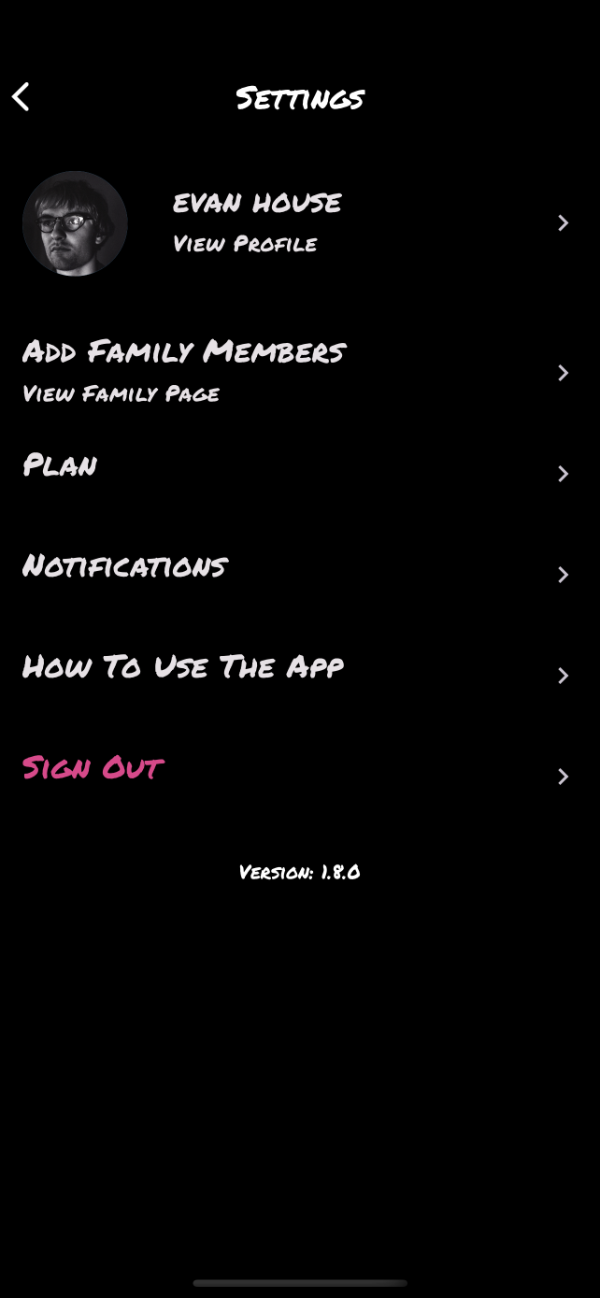 Settings
EVAN HOUSE
View Profile
Add Family Members
View Family Page
Plan
Notifications
How To Use The App
Sign Out
Version: 1.8.0